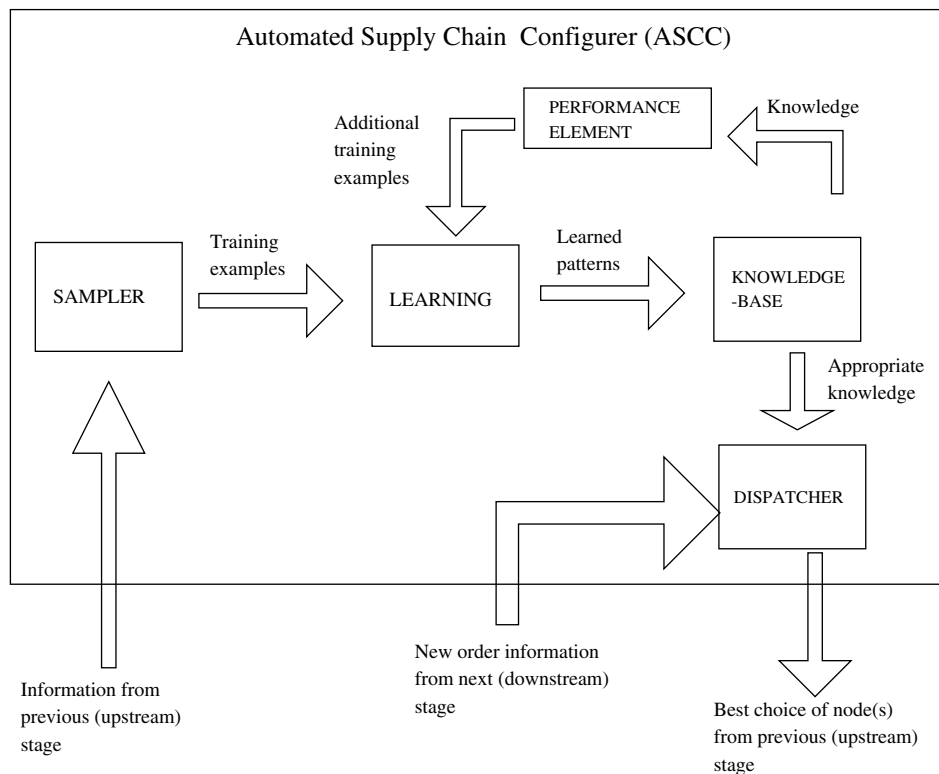 Automated Supply Chain Configurer (ASCC)
PERFORMANCE
ELEMENT
Knowledge
Additional
training
examples
Training
examples
Learned
patterns
SAMPLER
LEARNING
KNOWLEDGE
-BASE
Appropriate
knowledge
DISPATCHER
New order information
from next (downstream)
stage
Information from
previous (upstream)
stage
Best choice of node(s)
from previous (upstream)
stage